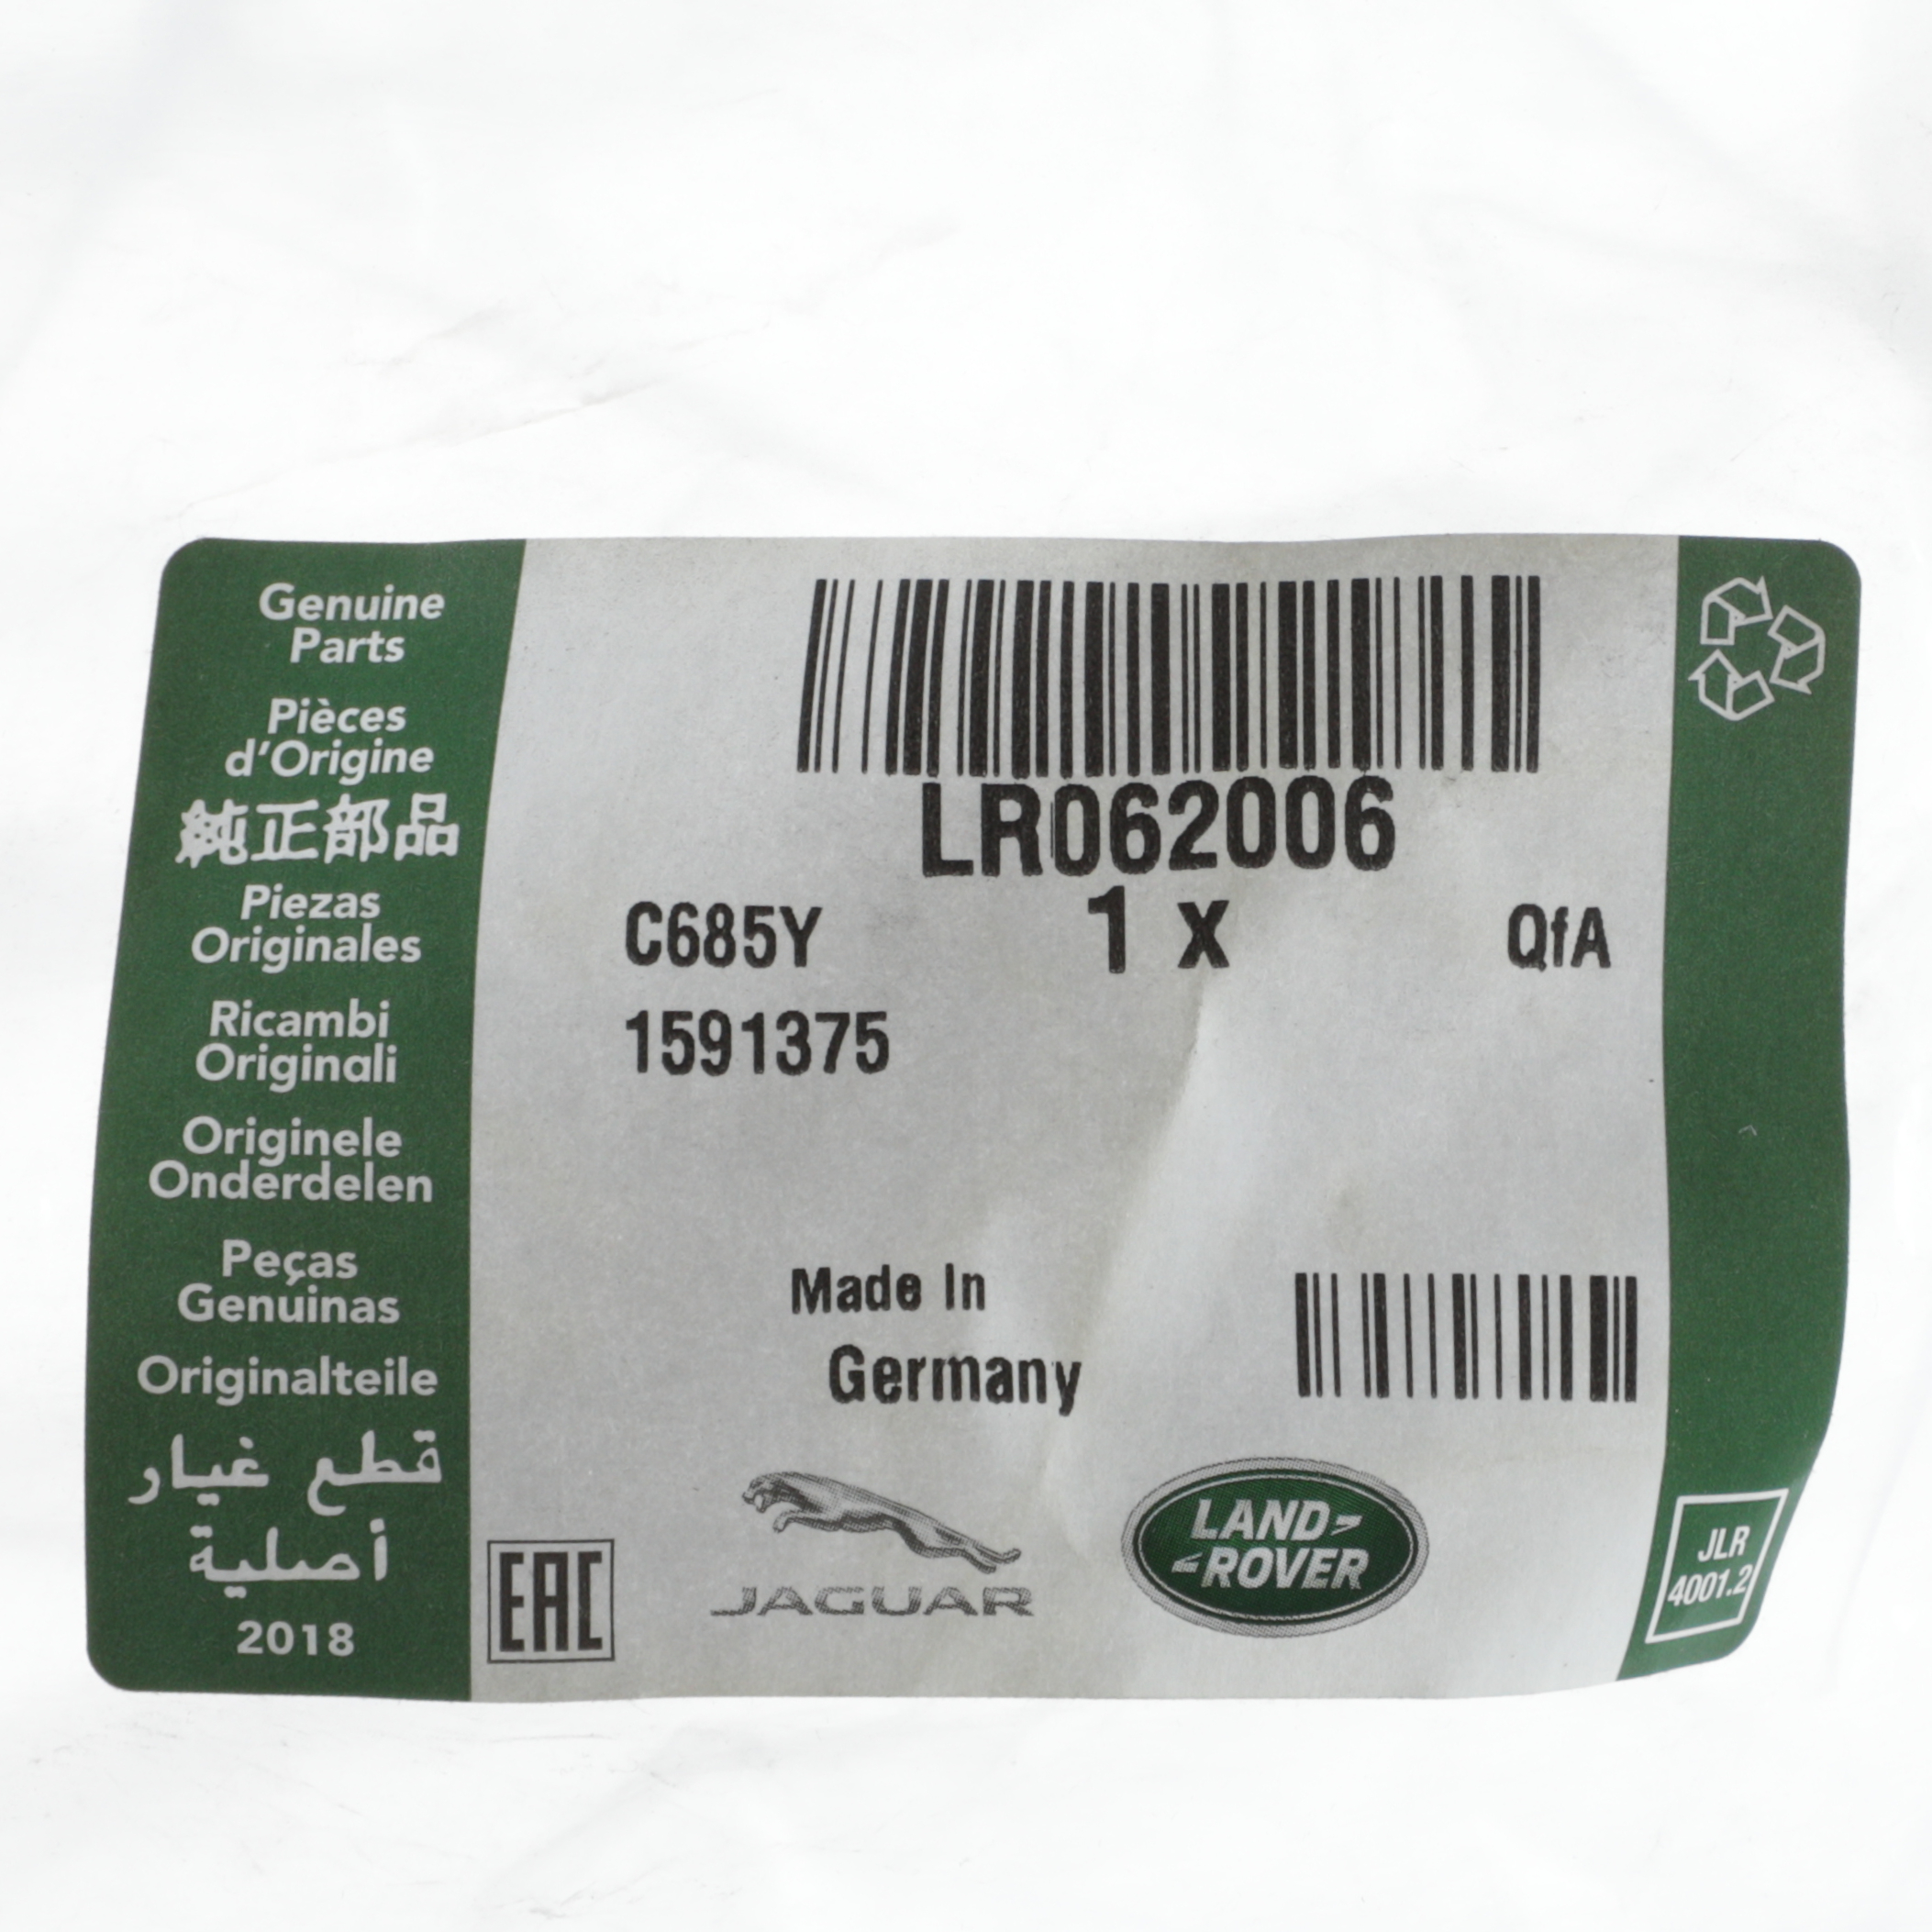 Genuine
Parts
Pièces
d'Origine
純正部品
Piezas
Originales
Ricambi
Originali
Originele
Onderdelen
Peças
Genuinas
Originalteile
قطع غيار
أصلية
2018
LR062006
C685Y 1 x QfA
1591375
Made In
Germany
EAC
JAGUAR
LAND-
-ROVER
JLR
4001.2